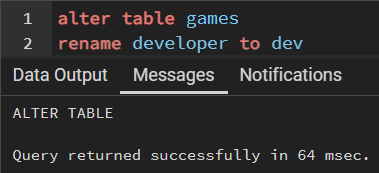 1 alter table games
2 rename developer to dev
Data Output Messages Notifications
ALTER TABLE
Query returned successfully in 64 msec.